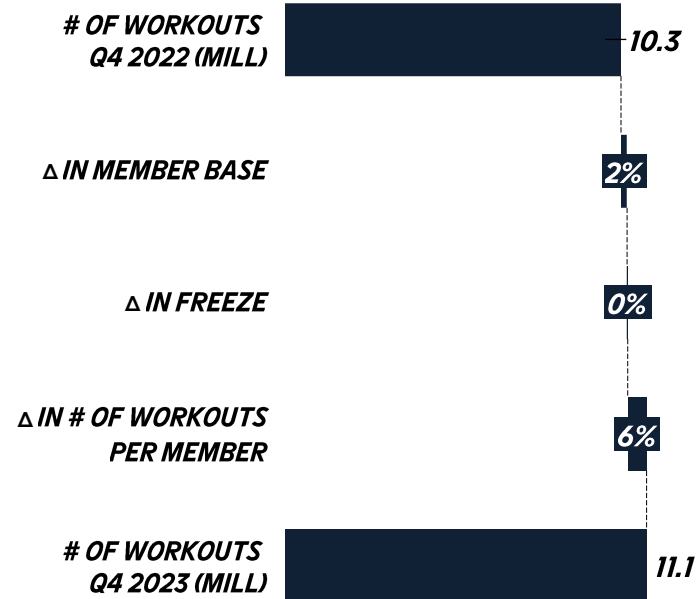 # OF WORKOUTS
Q4 2022 (MILL)
10.3
Δ IN MEMBER BASE
2%
Δ IN FREEZE
0%
Δ IN # OF WORKOUTS
PER MEMBER
6%
# OF WORKOUTS
Q4 2023 (MILL)
11.1